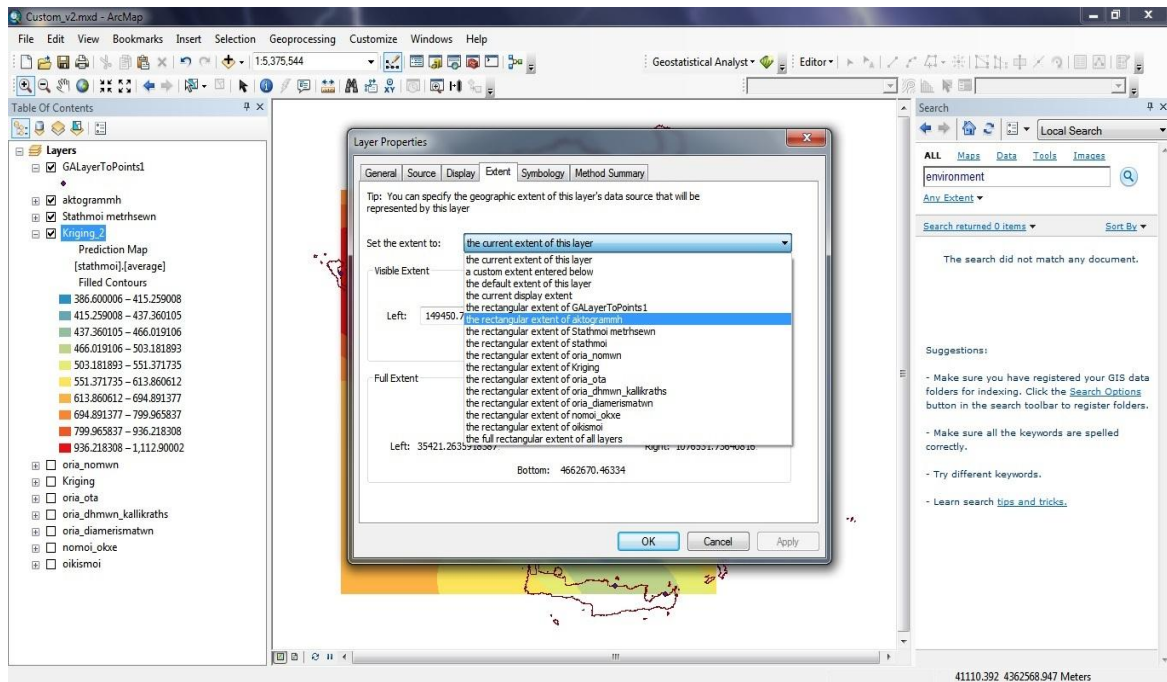 Custom_v2.mxd - ArcMap
File Edit View Bookmarks Insert Selection Geoprocessing Customize Windows Help
1:5,375,544
Geostatistical Analyst
Editor
Table Of Contents
Layers
GALayerToPoints1
aktogrammh
Stathmoi metrhsewn
Kriging_2
Prediction Map
[stathmoi].[average]
Filled Contours
386.600006 – 415.259008
415.259008 – 437.360105
437.360105 – 466.019106
466.019106 – 503.181893
503.181893 – 551.371735
551.371735 – 613.860612
613.860612 – 694.891377
694.891377 – 799.965837
799.965837 – 936.218308
936.218308 – 1,112.90002
oria_nomwn
Kriging
oria_ota
oria_dhmwn_kallikraths
oria_diamerismatwn
nomoi_okxe
oikismoi
Layer Properties
General Source Display Extent Symbology Method Summary
Tip: You can specify the geographic extent of this layer's data source that will be
represented by this layer
Set the extent to: the current extent of this layer
the current extent of this layer
a custom extent entered below
the default extent of this layer
the current display extent
the rectangular extent of GALayerToPoints1
the rectangular extent of aktogrammh
the rectangular extent of Stathmoi metrhsewn
the rectangular extent of stathmoi
the rectangular extent of oria_nomwn
the rectangular extent of Kriging
the rectangular extent of oria_ota
the rectangular extent of oria_dhmwn_kallikraths
the rectangular extent of oria_diamerismatwn
the rectangular extent of nomoi_okxe
the rectangular extent of oikismoi
the full rectangular extent of all layers
Visible Extent
Left: 149450.7
Full Extent
Left: Right:
Bottom: 4662670.46334
OK Cancel Apply
Search
Local Search
ALL Maps Data Tools Images
environment
Any Extent
Search returned 0 items Sort By
The search did not match any document.
Suggestions:
- Make sure you have registered your GIS data
folders for indexing. Click the Search Options
button in the search toolbar to register folders.
- Make sure all the keywords are spelled
correctly.
- Try different keywords.
- Learn search tips and tricks.
41110.392 4362568.947 Meters